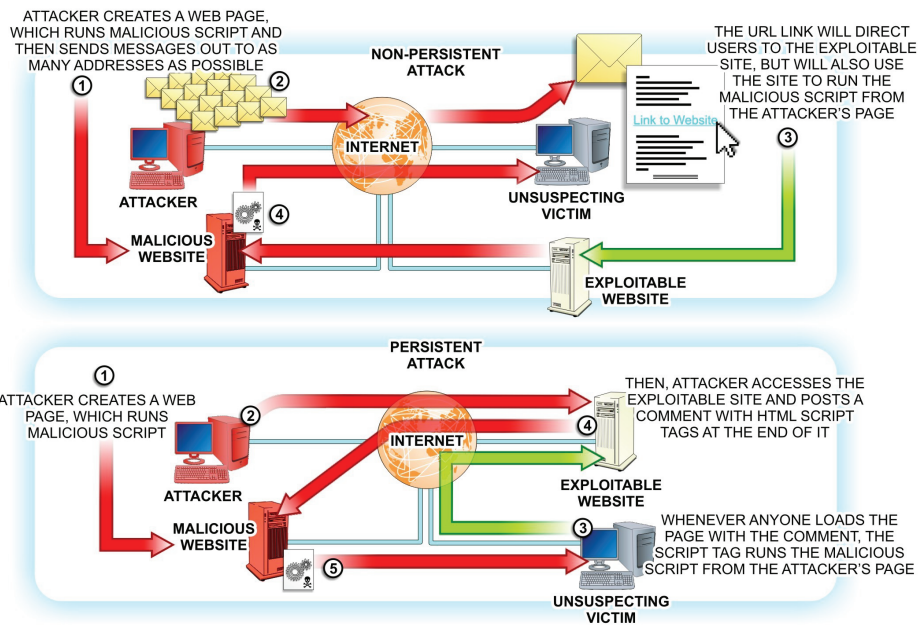 ATTACKER CREATES A WEB PAGE,
WHICH RUNS MALICIOUS SCRIPT AND
THEN SENDS MESSAGES OUT TO AS
MANY ADDRESSES AS POSSIBLE
1
2
NON-PERSISTENT
ATTACK
THE URL LINK WILL DIRECT
USERS TO THE EXPLOITABLE
SITE, BUT WILL ALSO USE
THE SITE TO RUN THE
MALICIOUS SCRIPT FROM
THE ATTACKER'S PAGE
3
Link to Website
INTERNET
ATTACKER
UNSUSPECTING
VICTIM
4
MALICIOUS
WEBSITE
EXPLOITABLE
WEBSITE
PERSISTENT
ATTACK
1
ATTACKER CREATES A WEB
PAGE, WHICH RUNS
MALICIOUS SCRIPT
2
THEN, ATTACKER ACCESSES THE
EXPLOITABLE SITE AND POSTS A
COMMENT WITH HTML SCRIPT
TAGS AT THE END OF IT
4
INTERNET
ATTACKER
EXPLOITABLE
WEBSITE
MALICIOUS
WEBSITE
3
WHENEVER ANYONE LOADS THE
PAGE WITH THE COMMENT, THE
SCRIPT TAG RUNS THE MALICIOUS
SCRIPT FROM THE ATTACKER'S PAGE
5
UNSUSPECTING
VICTIM